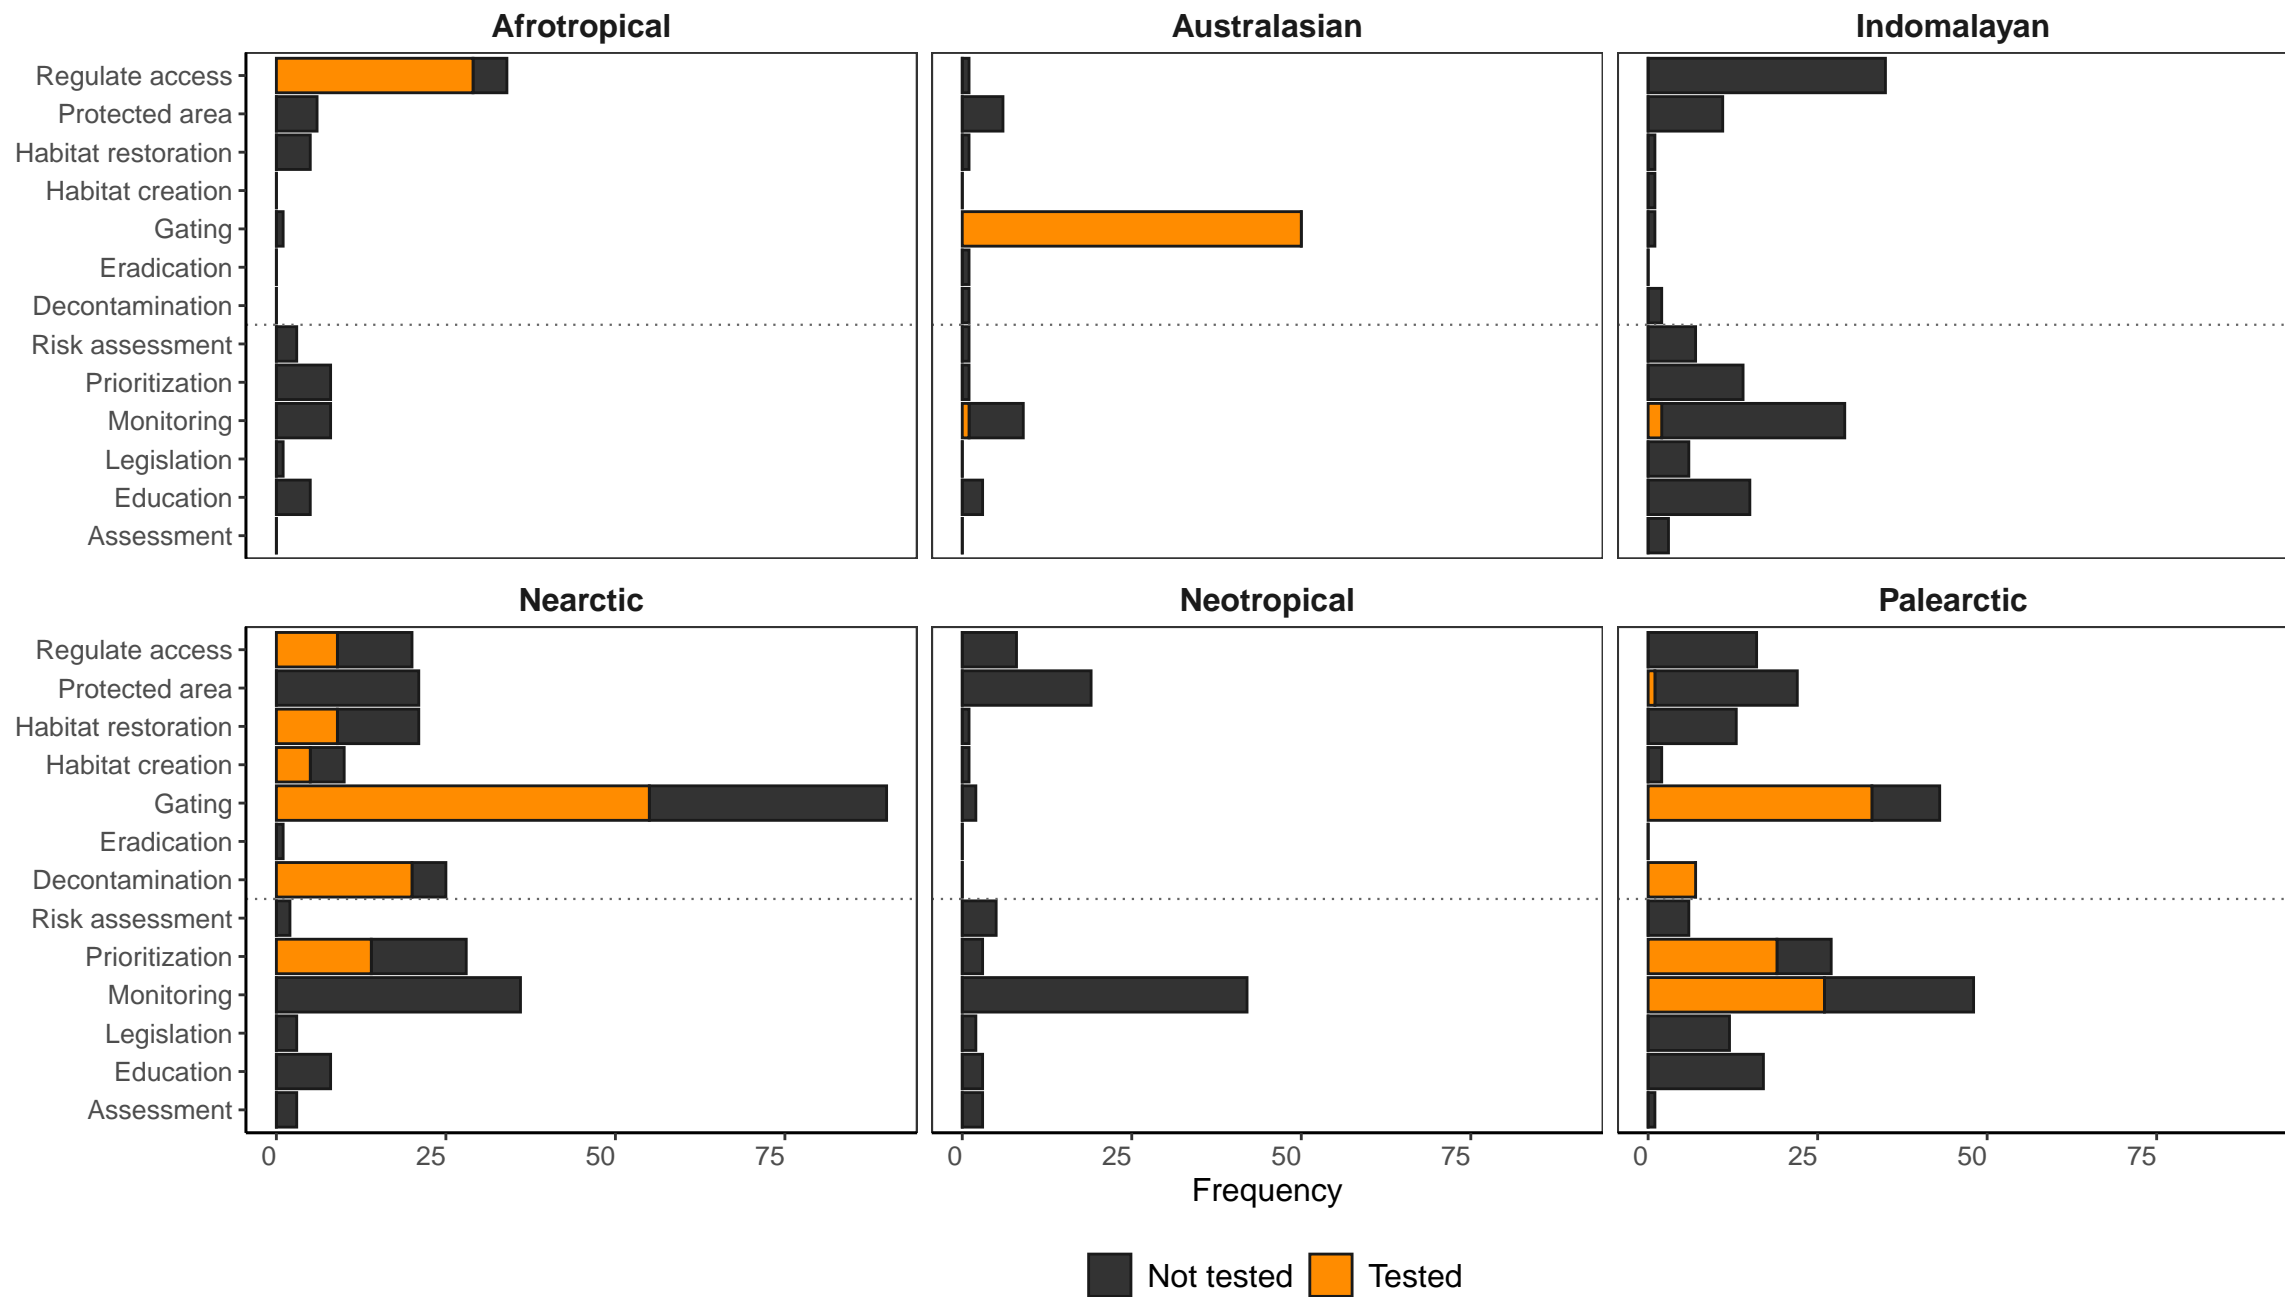 Afrotropical
Australasian
Indomalayan
Regulate access
Protected area
Habitat restoration
Habitat creation
Gating
Eradication
Decontamination
Risk assessment
Prioritization
Monitoring
Legislation
Education
Assessment
Nearctic
Neotropical
Palearctic
Regulate access
Protected area
Habitat restoration
Habitat creation
Gating
Eradication
Decontamination
Risk assessment
Prioritization
Monitoring
Legislation
Education
Assessment
0 25 50 75
0 25 50 75
0 25 50 75
Frequency
Not tested
Tested